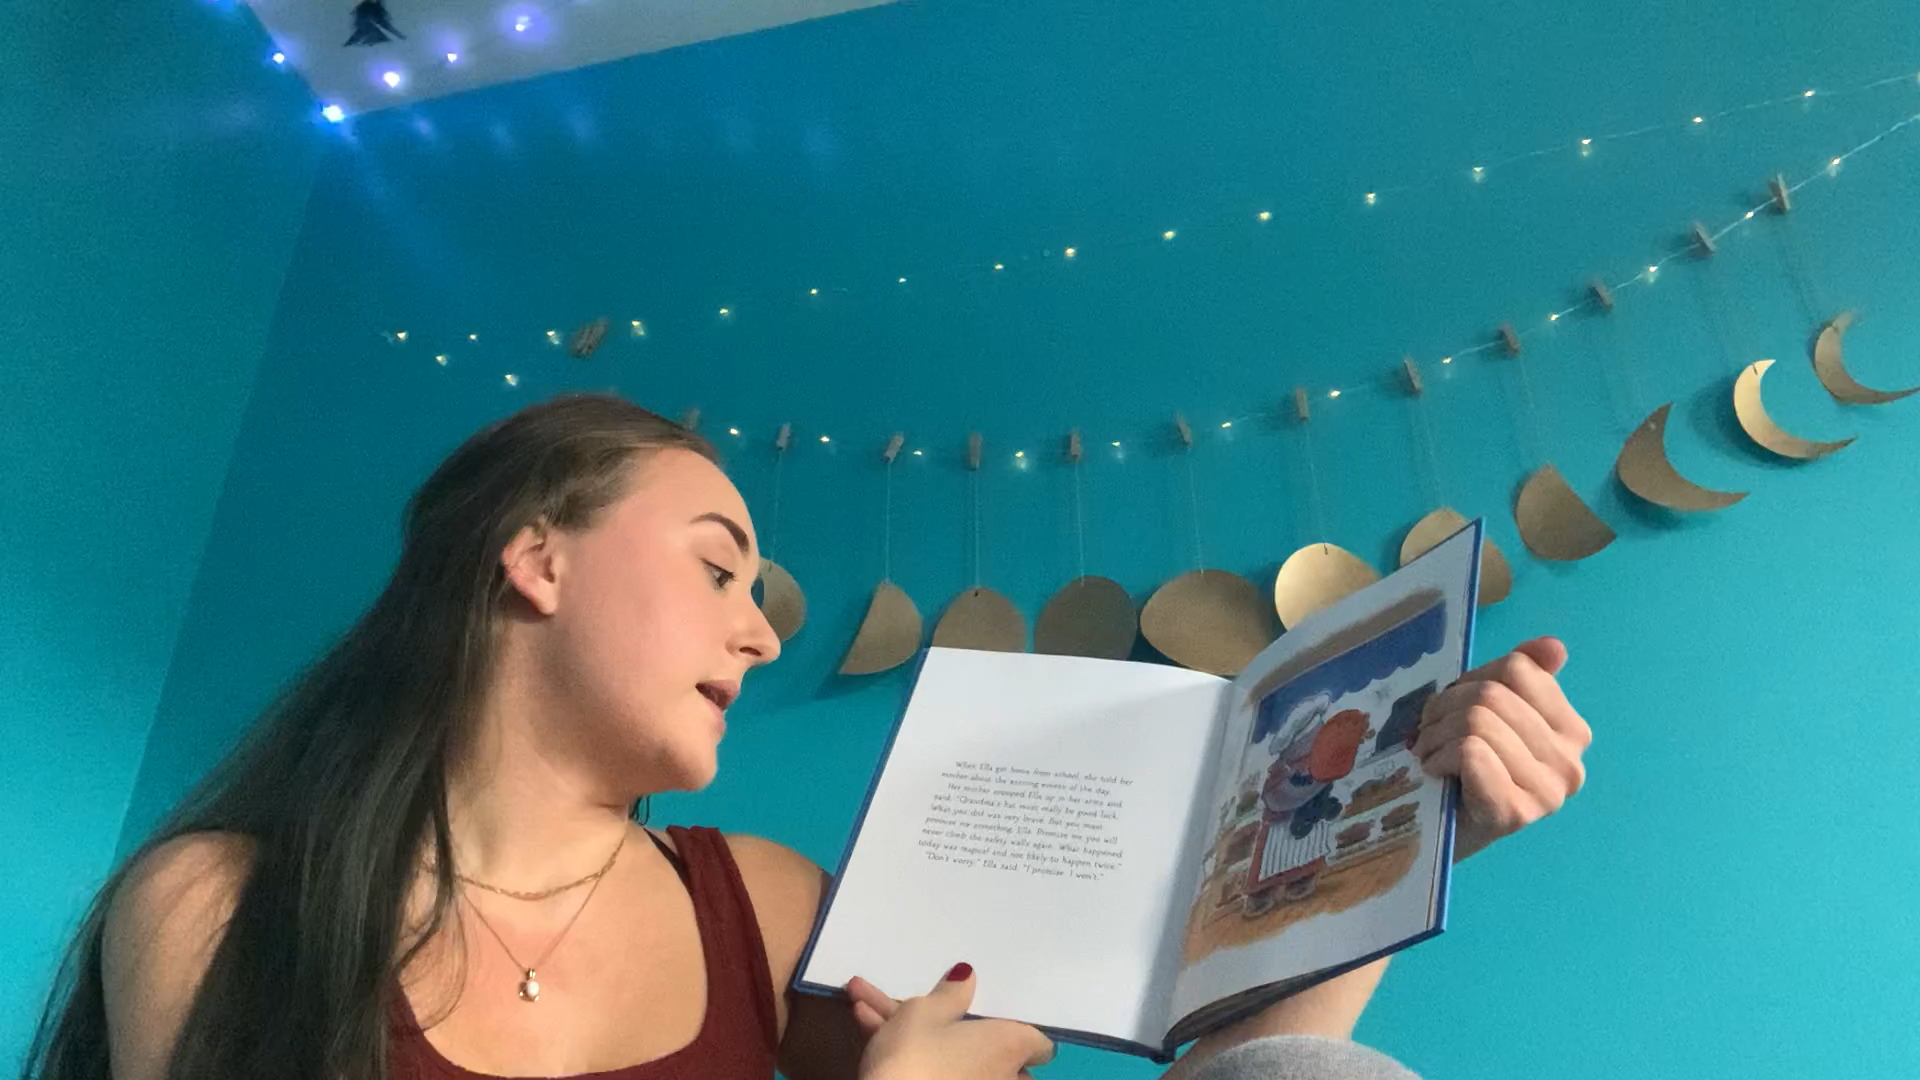 When Ella got home from school, she told her
mother about the exciting events of the day.
Her mother scooped Ella up in her arms and
said, "Grandma's hat must really be good luck.
What you did was very brave. But you must
promise me something, Ella. Promise me you will
never climb the safety walls again. What happened
today was magical and not likely to happen twice."
"Don't worry," Ella said. "I promise. I won't."